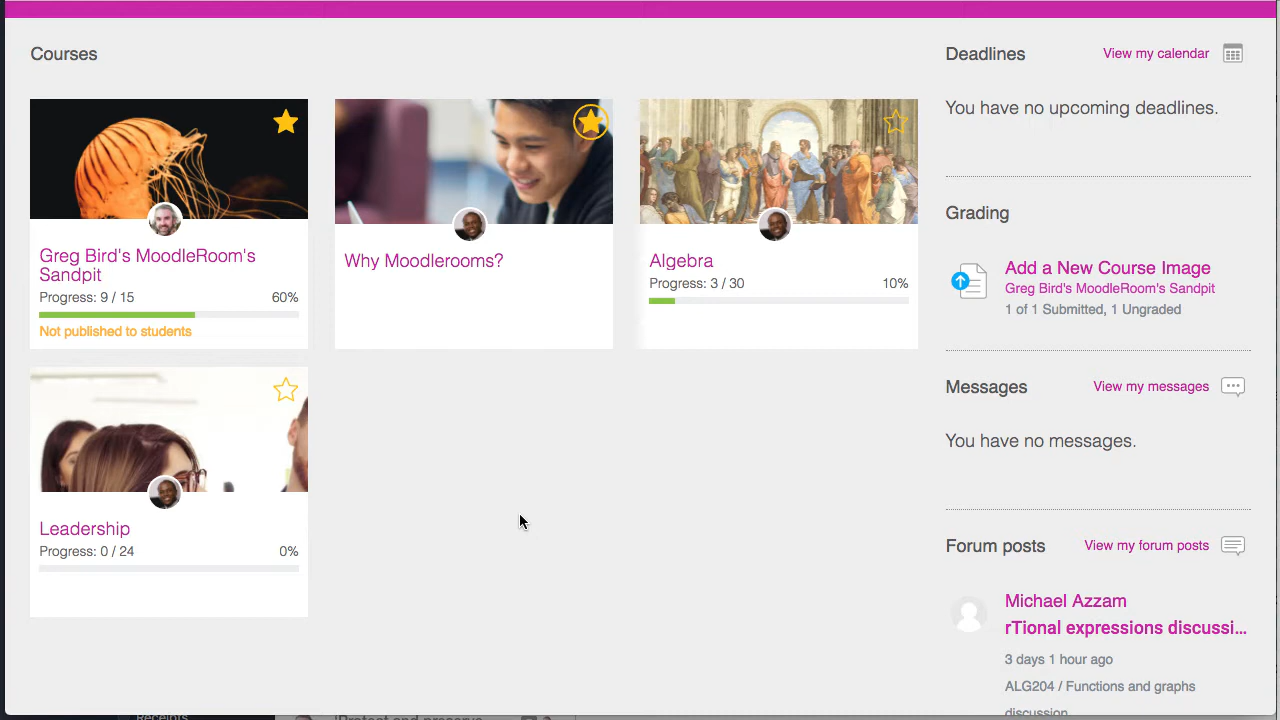 Courses
Greg Bird's MoodleRoom's
Sandpit
Progress: 9 / 15
60%
Not published to students
Why Moodlerooms?
Algebra
Progress: 3 / 30
10%
Leadership
Progress: 0 / 24
0%
Deadlines
View my calendar
You have no upcoming deadlines.
Grading
Add a New Course Image
Greg Bird's MoodleRoom's Sandpit
1 of 1 Submitted, 1 Ungraded
Messages
View my messages
You have no messages.
Forum posts
View my forum posts
Michael Azzam
rTional expressions discussi...
3 days 1 hour ago
ALG204 / Functions and graphs
discussion
Receipts